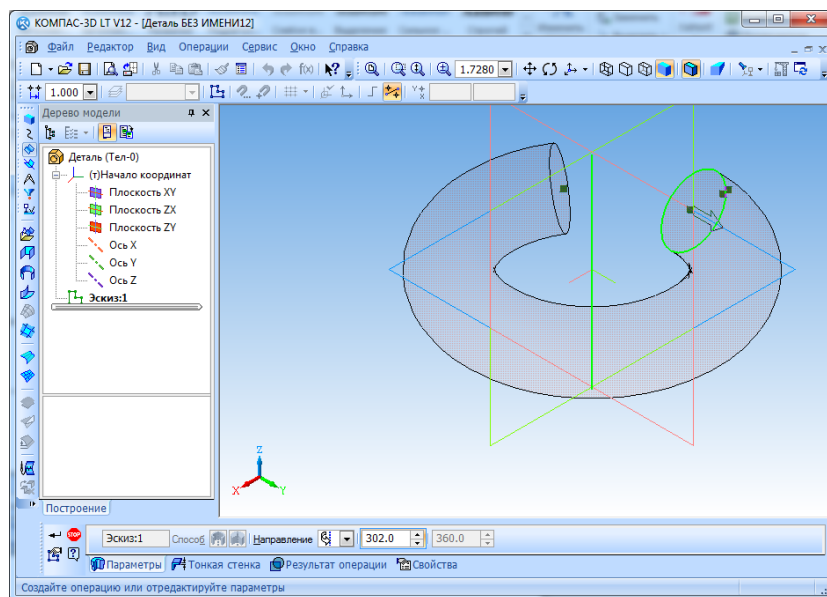 КОМПАС-3D LT V12 - [Деталь БЕЗ ИМЕНИ12]
Файл Редактор Вид Операции Сервис Окно Справка
f(x) 1.7280
1.000
Дерево модели
Деталь (Тел-0)
(т)Начало координат
Плоскость XY
Плоскость ZX
Плоскость ZY
Ось X
Ось Y
Ось Z
Эскиз:1
Z
X
Y
Построение
STOP Эскиз:1 Способ Направление 302.0 360.0
Параметры Тонкая стенка Результат операции Свойства
Создайте операцию или отредактируйте параметры